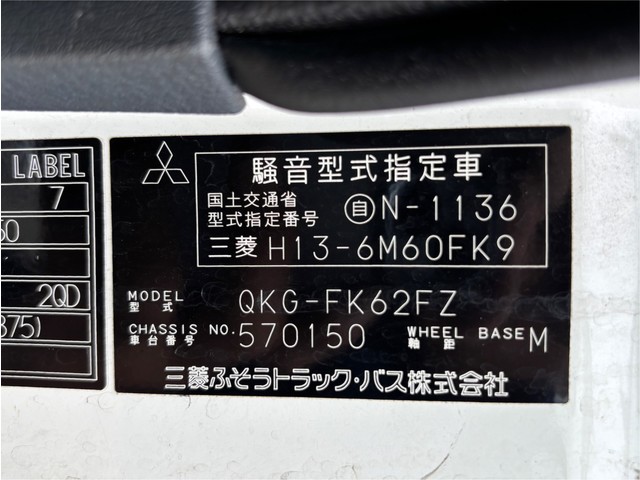 LABEL
7
50
2QD
875)
騒音型式指定車
国土交通省
型式指定番号 自N-1136
三菱 H13-6M60FK9
MODEL
型式 QKG-FK62FZ
CHASSIS NO.
車台番号 570150
WHEEL BASE
軸距 M
三菱ふそうトラック・バス株式会社